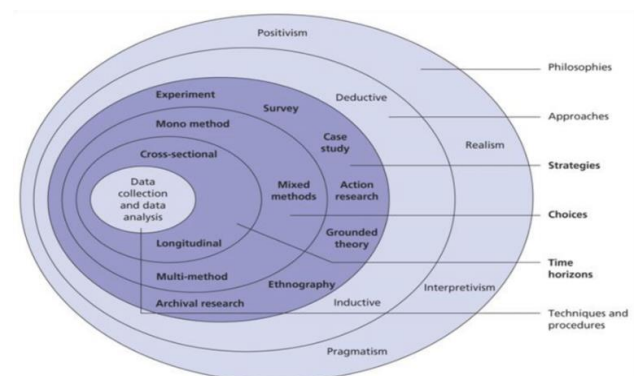 Positivism
Philosophies
Experiment
Deductive
Survey
Approaches
Mono method
Case
study
Realism
Cross-sectional
Strategies
Data
collection
and data
analysis
Mixed
methods
Action
research
Choices
Grounded
theory
Longitudinal
Time
horizons
Multi-method
Ethnography
Interpretivism
Archival research
Inductive
Techniques and
procedures
Pragmatism